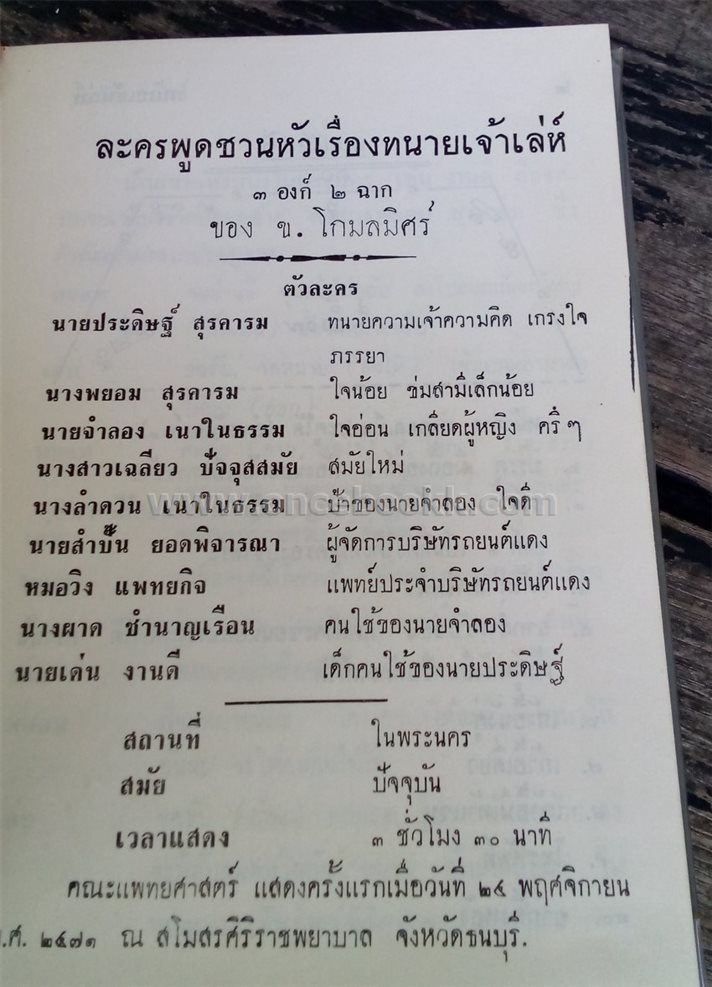 ละครพูดชวนหัวเรื่องทนายเจ้าเล่ห์
๓ องก์ ๒ ฉาก
ของ ข. โกมลมิศร์
ตัวละคร
นายประดิษฐ์ สุรคารม ทนายความเจ้าความคิด เกรงใจ
ภรรยา
นางพยอม สุรคารม ใจน้อย ข่มสามีเล็กน้อย
นายจำลอง เนาในธรรม ใจอ่อน เกลียดผู้หญิง ครึๆ
นางสาวเฉลียว ปัจจุสสมัย สมัยใหม่
นางลำดวน เนาในธรรม ป้าของนายจำลอง ใจดี
นายสำปั้น ยอดพิจารณา ผู้จัดการบริษัทรถยนต์แดง
หมอวิง แพทยกิจ แพทย์ประจำบริษัทรถยนต์แดง
นางผาด ชำนาญเรือน คนใช้ของนายจำลอง
นายเด่น งานดี เด็กคนใช้ของนายประดิษฐ์
สถานที่ ในพระนคร
สมัย ปัจจุบัน
เวลาแสดง ๓ ชั่วโมง ๓๐ นาที
คณะแพทยศาสตร์ แสดงครั้งแรกเมื่อวันที่ ๒๔ พฤศจิกายน
.ศ. ๒๔๗๑ ณ สโมสรศิริราชพยาบาล จังหวัดธนบุรี.